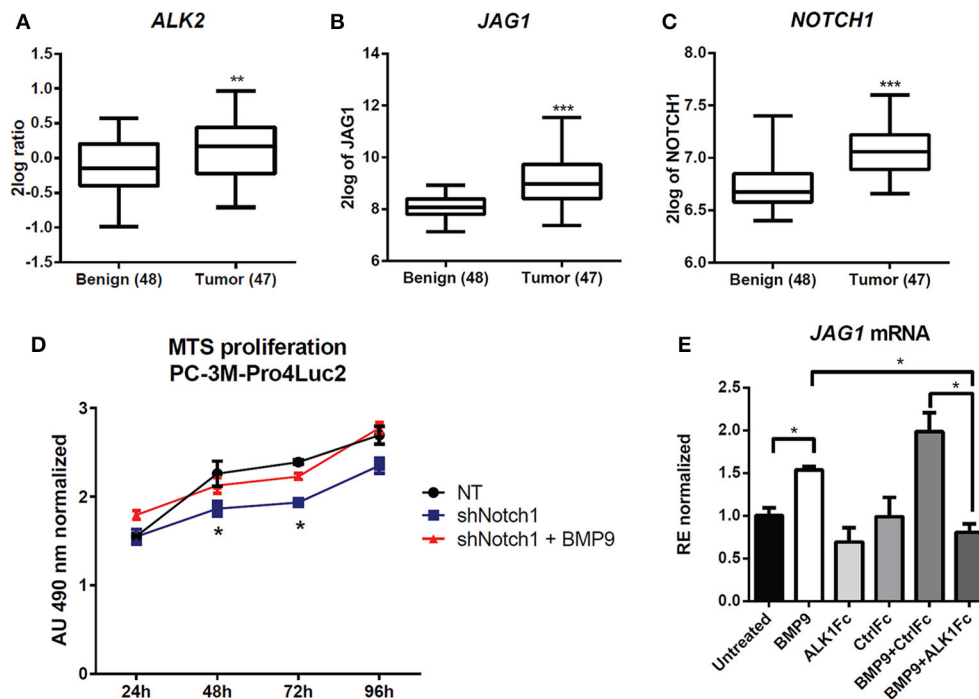 A
ALK2
2log ratio
1.5
1.0
0.5
0.0
-0.5
-1.0
-1.5
**
Benign (48)
Tumor (47)
B
JAG1
2log of JAG1
14
12
10
8
6
***
Benign (48)
Tumor (47)
C
NOTCH1
2log of NOTCH1
8.0
7.5
7.0
6.5
6.0
***
Benign (48)
Tumor (47)
D
MTS proliferation
PC-3M-Pro4Luc2
AU 490 nm normalized
3
2
1
0
*
*
24h
48h
72h
96h
NT
shNotch1
shNotch1 + BMP9
E
JAG1 mRNA
RE normalized
2.5
2.0
1.5
1.0
0.5
0.0
*
*
*
Untreated
BMP9
ALK1Fc
CtrlFc
BMP9+CtrlFc
BMP9+ALK1Fc